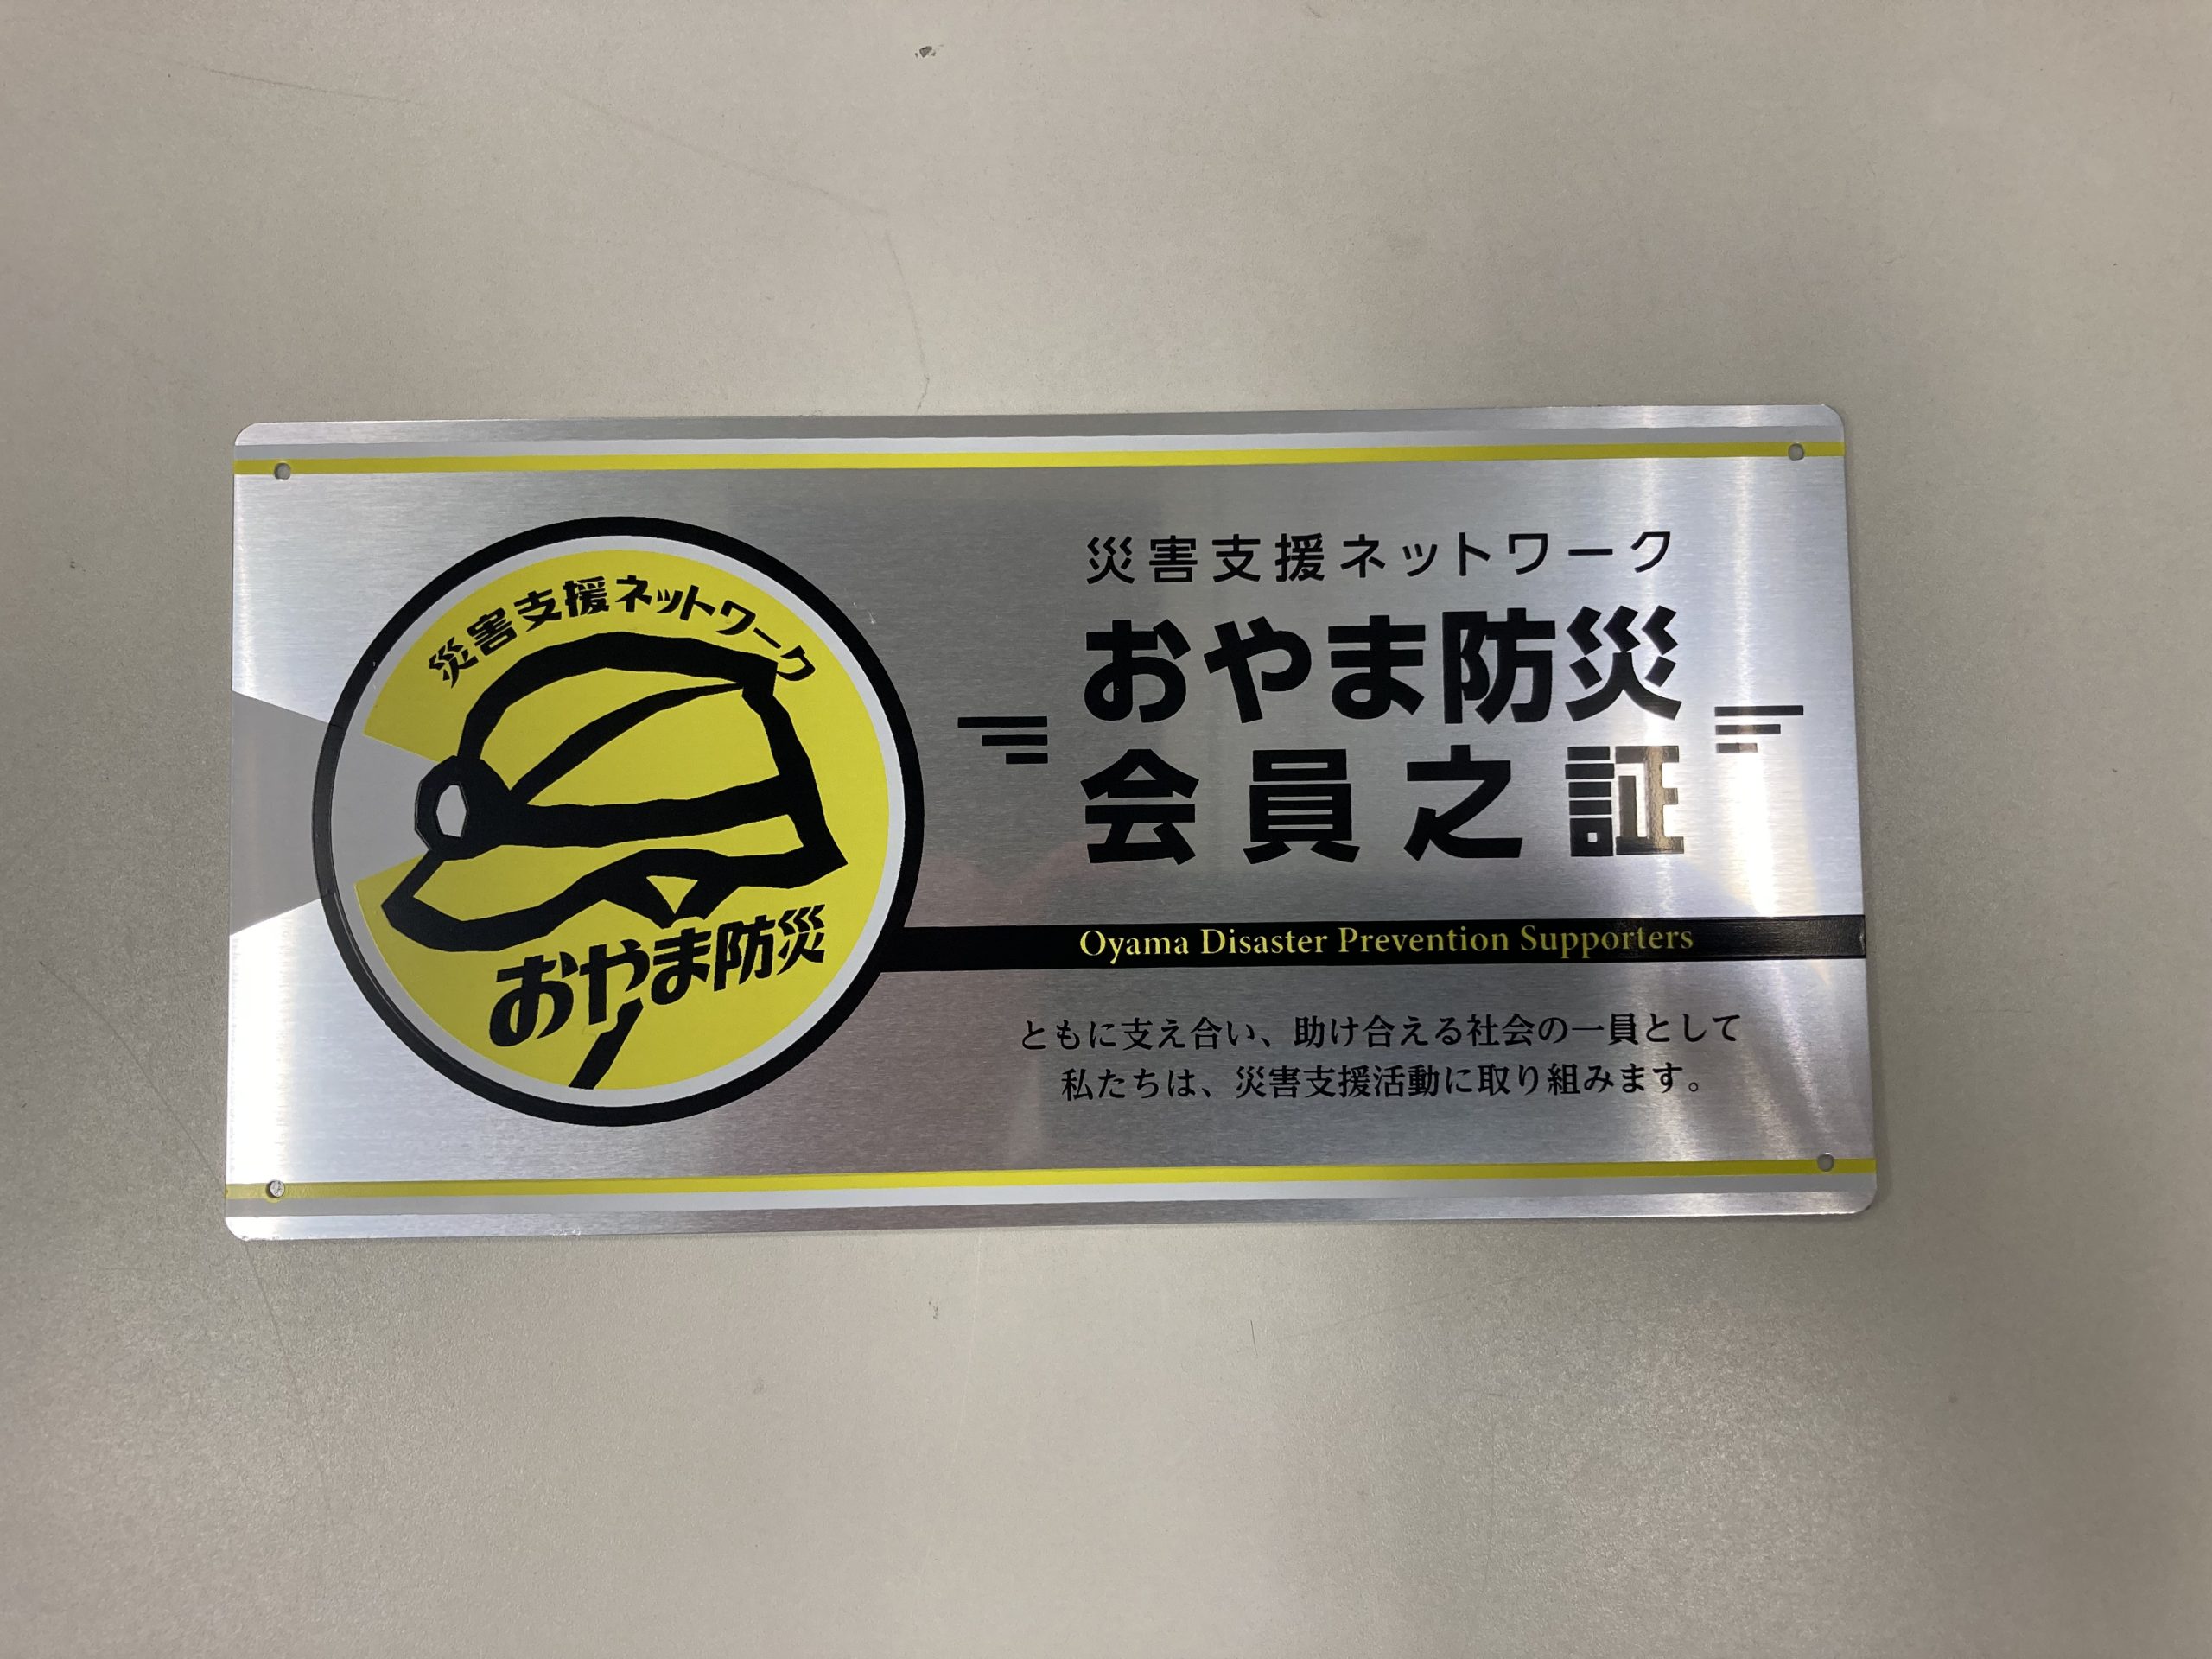 災害支援ネットワーク
おやま防災
災害支援ネットワーク
おやま防災
会員之証
Oyama Disaster Prevention Supporters
ともに支え合い、助け合える社会の一員として
私たちは、災害支援活動に取り組みます。